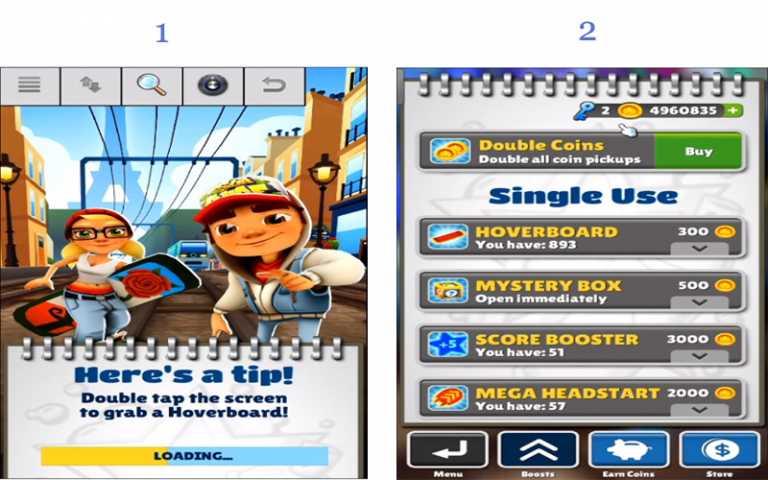 1
2
Here's a tip!
Double tap the screen
to grab a Hoverboard!
LOADING...
2 4960835 +
Double Coins
Double all coin pickups
Buy
Single Use
HOVERBOARD 300
You have: 893
MYSTERY BOX 500
Open immediately
+5
SCORE BOOSTER 3000
You have: 51
MEGA HEADSTART 2000
You have: 57
Menu Boosts Earn Coins Store